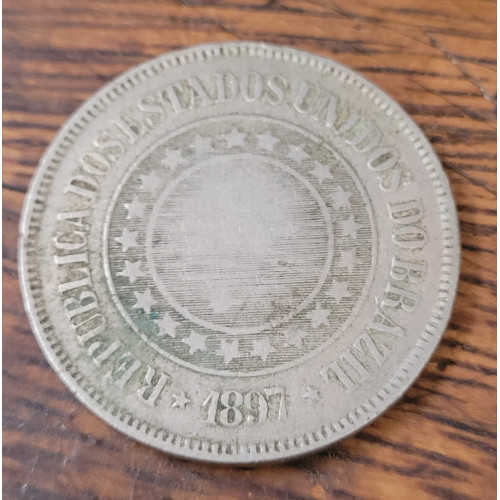 REPUBLICA DOS ESTADOS UNIDOS DO BRAZIL
1897